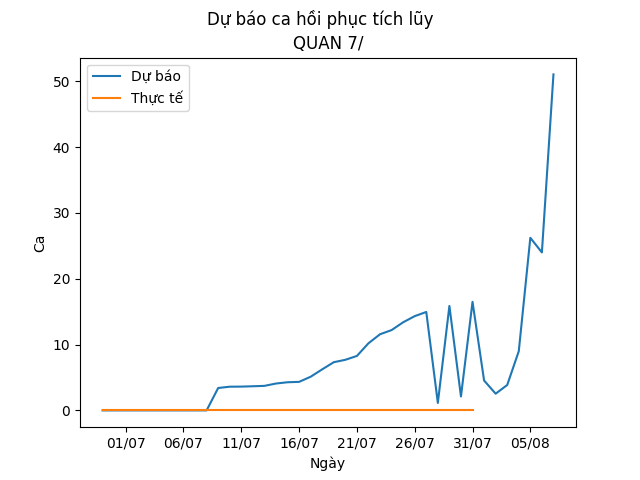 Dự báo ca hồi phục tích lũy
QUAN 7/
Dự báo
Thực tế
50
40
30
20
10
0
Ca
01/07 06/07 11/07 16/07 21/07 26/07 31/07 05/08
Ngày